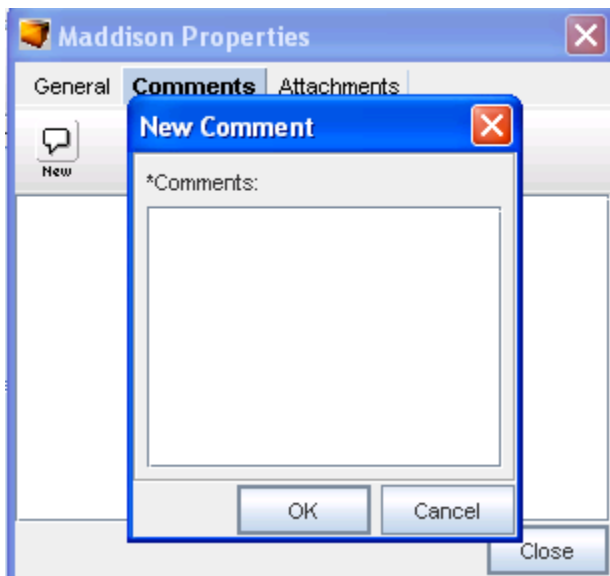 Maddison Properties
General Comments Attachments
New
New Comment
*Comments:
OK Cancel
Close